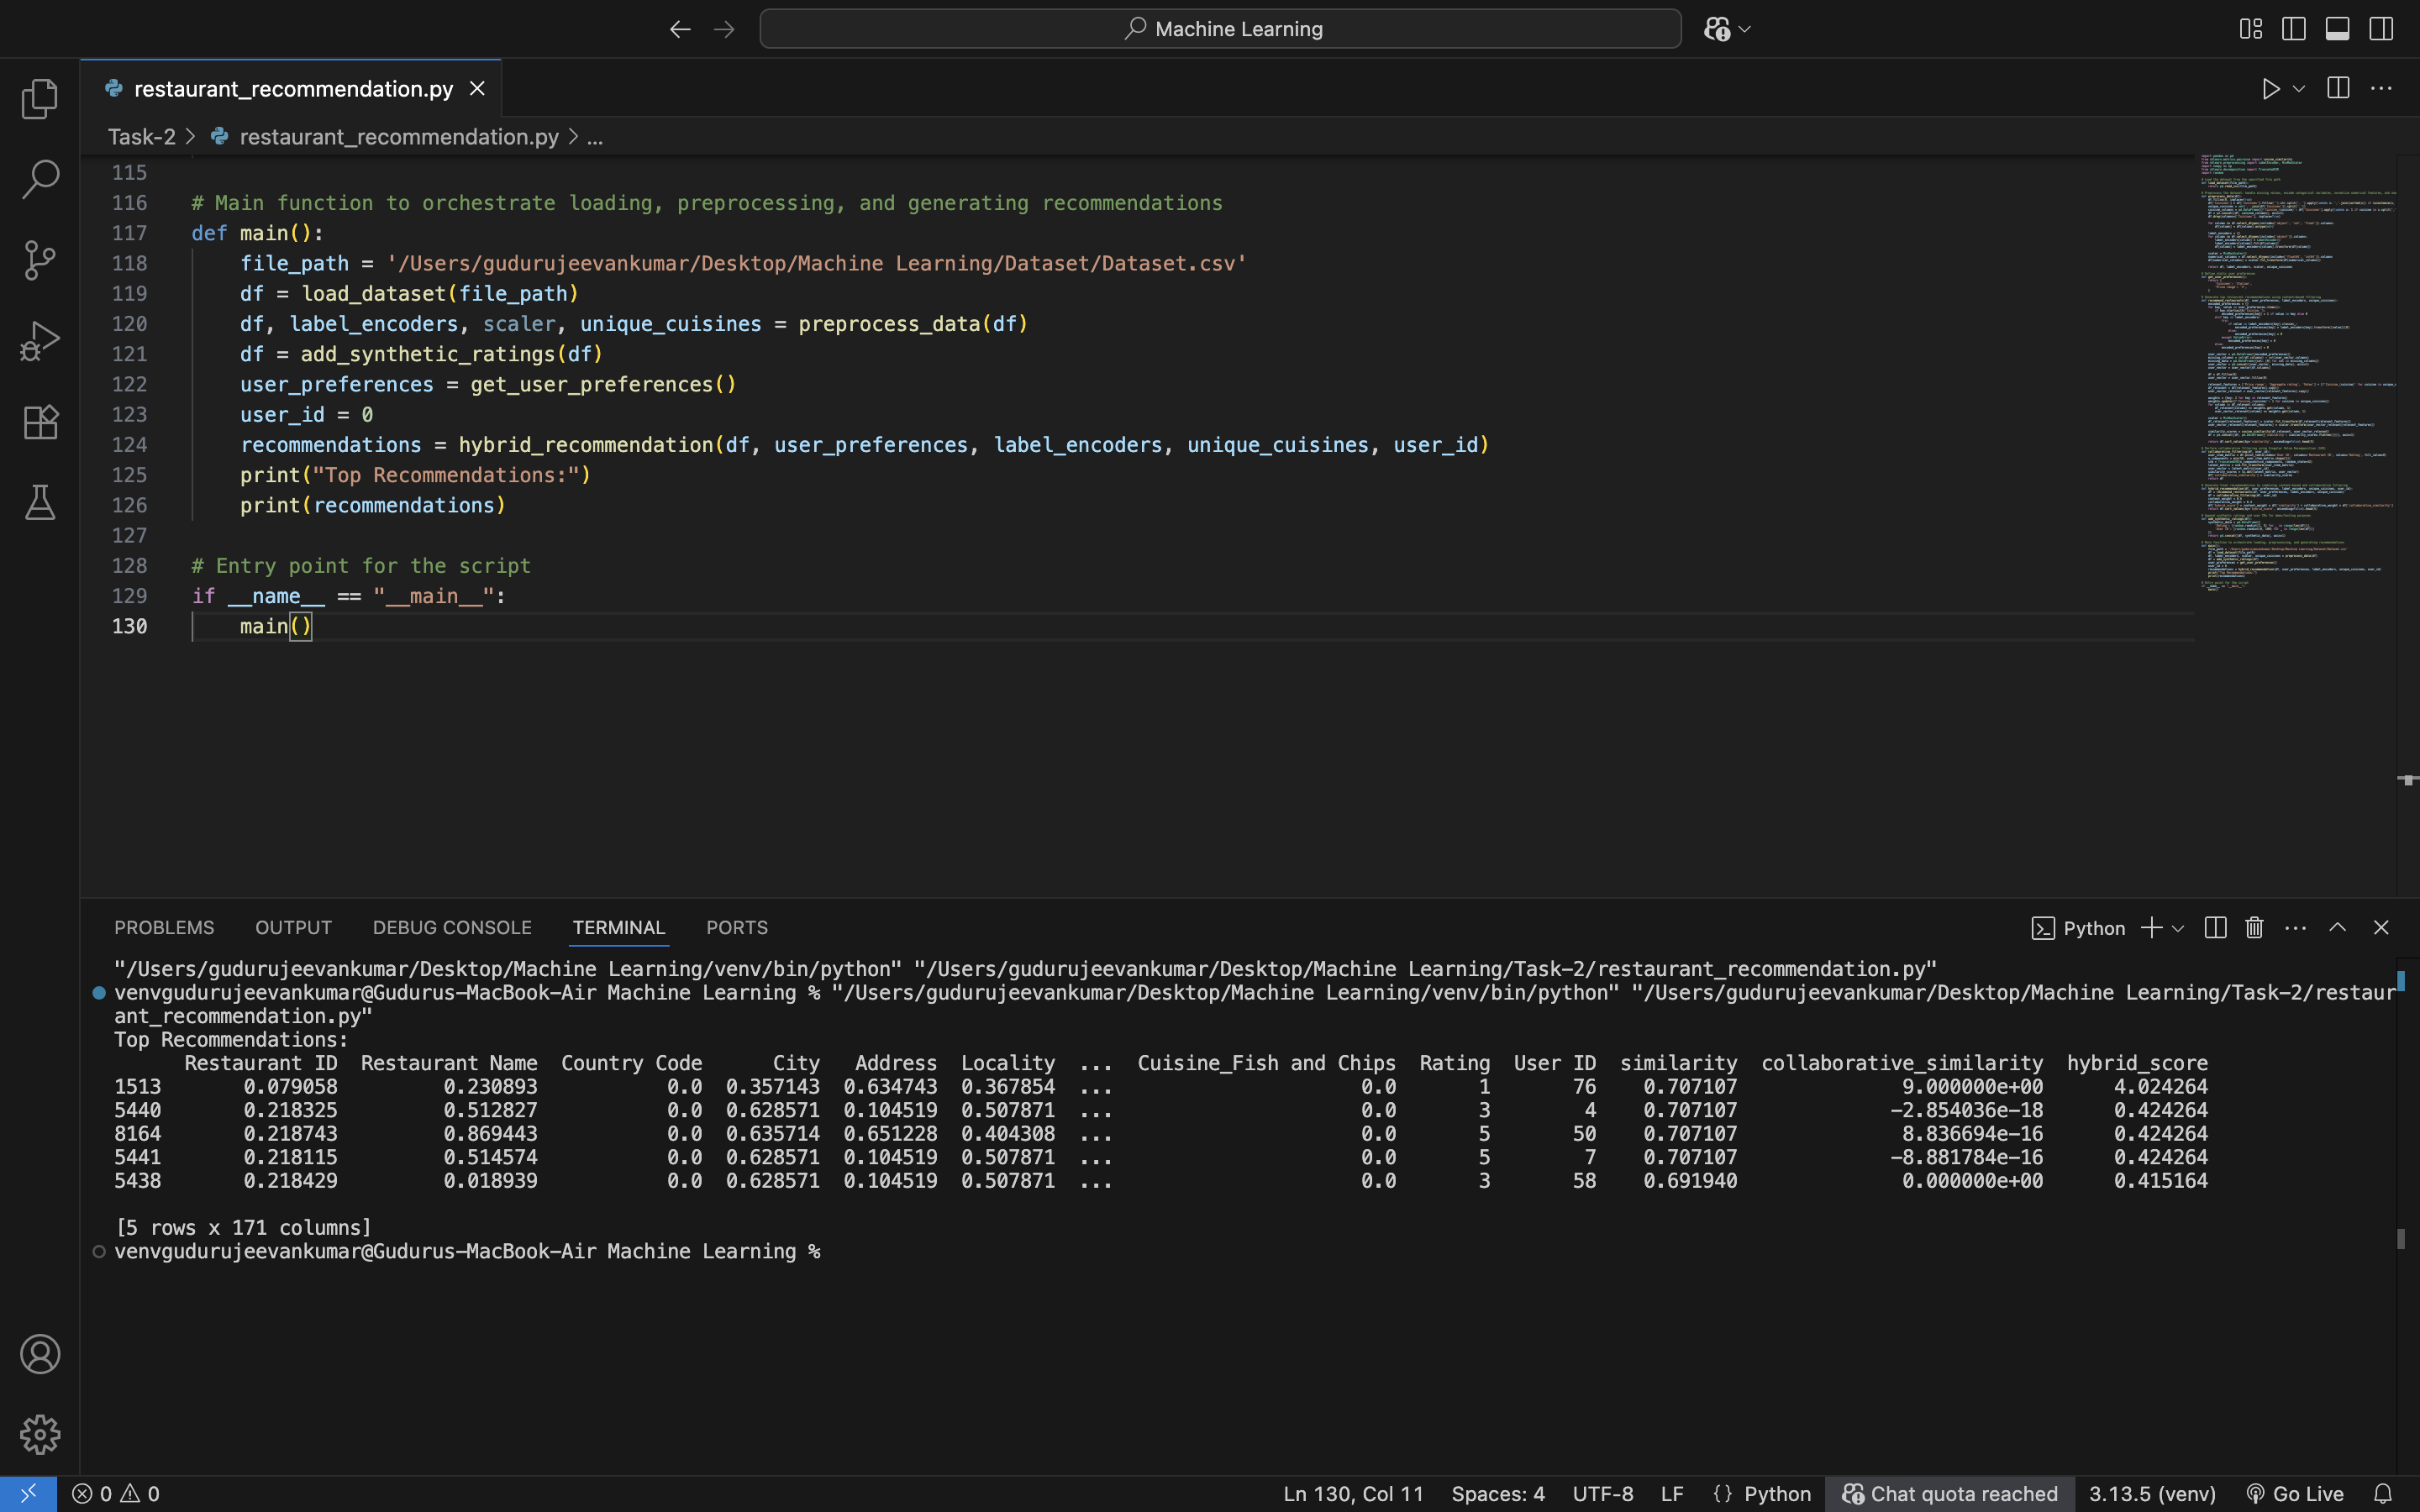 Machine Learning
restaurant_recommendation.py
Task-2 > restaurant_recommendation.py > ...
115
116 # Main function to orchestrate loading, preprocessing, and generating recommendations
117 def main():
118     file_path = '/Users/gudurujeevankumar/Desktop/Machine Learning/Dataset/Dataset.csv'
119     df = load_dataset(file_path)
120     df, label_encoders, scaler, unique_cuisines = preprocess_data(df)
121     df = add_synthetic_ratings(df)
122     user_preferences = get_user_preferences()
123     user_id = 0
124     recommendations = hybrid_recommendation(df, user_preferences, label_encoders, unique_cuisines, user_id)
125     print("Top Recommendations:")
126     print(recommendations)
127
128 # Entry point for the script
129 if __name__ == "__main__":
130     main()
PROBLEMS OUTPUT DEBUG CONSOLE TERMINAL PORTS Python
"/Users/gudurujeevankumar/Desktop/Machine Learning/venv/bin/python" "/Users/gudurujeevankumar/Desktop/Machine Learning/Task-2/restaurant_recommendation.py"
venvgudurujeevankumar@Gudurus-MacBook-Air Machine Learning % "/Users/gudurujeevankumar/Desktop/Machine Learning/venv/bin/python" "/Users/gudurujeevankumar/Desktop/Machine Learning/Task-2/restaur
ant_recommendation.py"
Top Recommendations:
Restaurant ID Restaurant Name Country Code City Address Locality ... Cuisine_Fish and Chips Rating User ID similarity collaborative_similarity hybrid_score
1513 0.079058 0.230893 0.0 0.357143 0.634743 0.367854 ... 0.0 1 76 0.707107 9.000000e+00 4.024264
5440 0.218325 0.512827 0.0 0.628571 0.104519 0.507871 ... 0.0 3 4 0.707107 -2.854036e-18 0.424264
8164 0.218743 0.869443 0.0 0.635714 0.651228 0.404308 ... 0.0 5 50 0.707107 8.836694e-16 0.424264
5441 0.218115 0.514574 0.0 0.628571 0.104519 0.507871 ... 0.0 5 7 0.707107 -8.881784e-16 0.424264
5438 0.218429 0.018939 0.0 0.628571 0.104519 0.507871 ... 0.0 3 58 0.691940 0.000000e+00 0.415164
[5 rows x 171 columns]
venvgudurujeevankumar@Gudurus-MacBook-Air Machine Learning %
0 0 Ln 130, Col 11 Spaces: 4 UTF-8 LF {} Python Chat quota reached 3.13.5 (venv) Go Live